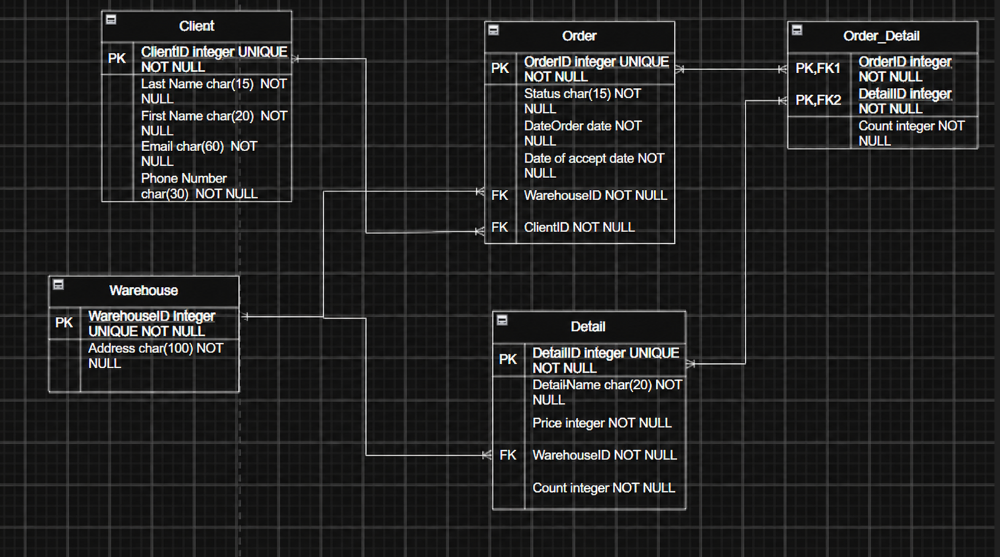 Client
PK
ClientID integer UNIQUE
NOT NULL
Last Name char(15) NOT
NULL
First Name char(20) NOT
NULL
Email char(60) NOT
NULL
Phone Number
char(30) NOT NULL
Order
PK
OrderID integer UNIQUE
NOT NULL
Status char(15) NOT
NULL
DateOrder date NOT
NULL
Date of accept date NOT
NULL
FK
WarehouseID NOT NULL
FK
ClientID NOT NULL
Order_Detail
PK,FK1
OrderID integer
NOT NULL
PK,FK2
DetailID integer
NOT NULL
Count integer NOT
NULL
Warehouse
PK
WarehouseID Integer
UNIQUE NOT NULL
Address char(100) NOT
NULL
Detail
PK
DetailID integer UNIQUE
NOT NULL
DetailName char(20) NOT
NULL
Price integer NOT NULL
FK
WarehouseID NOT NULL
Count integer NOT NULL